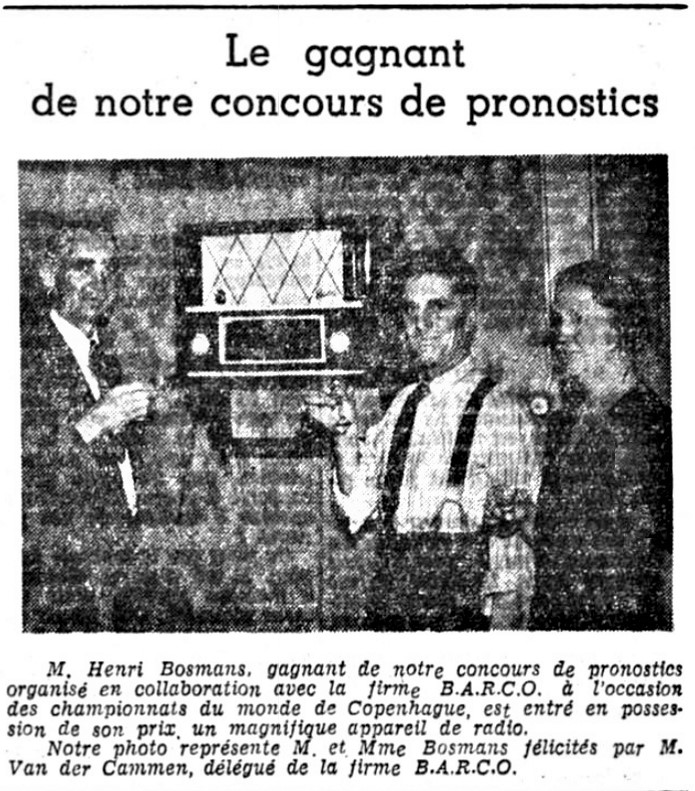 Le gagnant
de notre concours de pronostics
M. Henri Bosmans, gagnant de notre concours de pronostics
organisé en collaboration avec la firme B.A.R.C.O. à l'occasion
des championnats du monde de Copenhague, est entré en posses-
sion de son prix, un magnifique appareil de radio.
Notre photo représente M. et Mme Bosmans félicités par M.
Van der Cammen, délégué de la firme B.A.R.C.O.